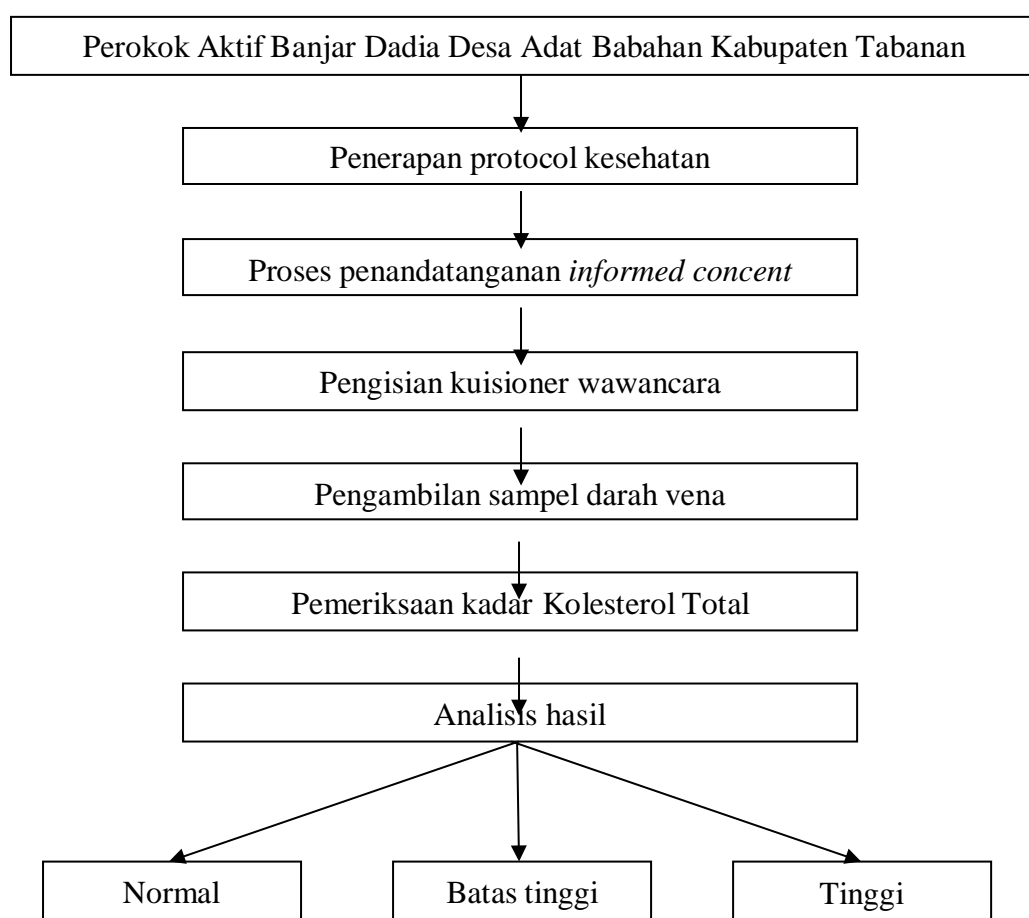 Perokok Aktif Banjar Dadia Desa Adat Babahan Kabupaten Tabanan
Penerapan protocol kesehatan
Proses penandatanganan informed concent
Pengisian kuisioner wawancara
Pengambilan sampel darah vena
Pemeriksaan kadar Kolesterol Total
Analisis hasil
Normal
Batas tinggi
Tinggi